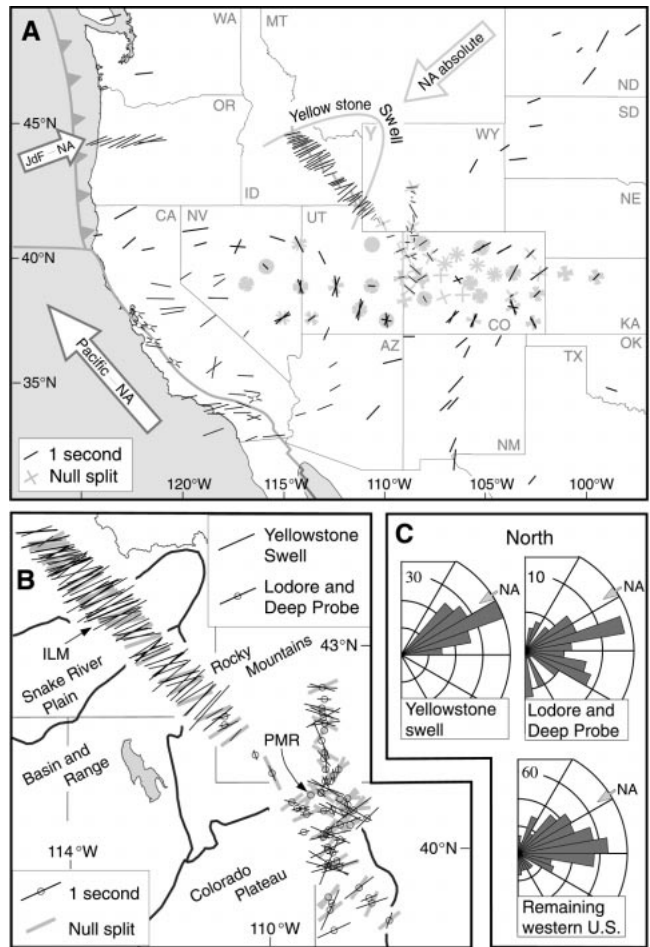 A
WA
MT
ND
SD
OR
WY
NE
ID
CA
NV
UT
CO
KA
OK
AZ
NM
TX
Y
NA absolute
Yellow stone
Swell
JdF - NA
Pacific NA
45°N
40°N
35°N
1 second
Null split
120°W
115°W
110°W
105°W
100°W
B
Yellowstone
Swell
Lodore and
Deep Probe
ILM
Snake River
Plain
Rocky
Mountains
43°N
PMR
Basin and
Range
114°W
40°N
Colorado
Plateau
1 second
Null split
110°W
C
North
30
NA
Yellowstone
swell
10
NA
Lodore and
Deep Probe
60
NA
Remaining
western U.S.